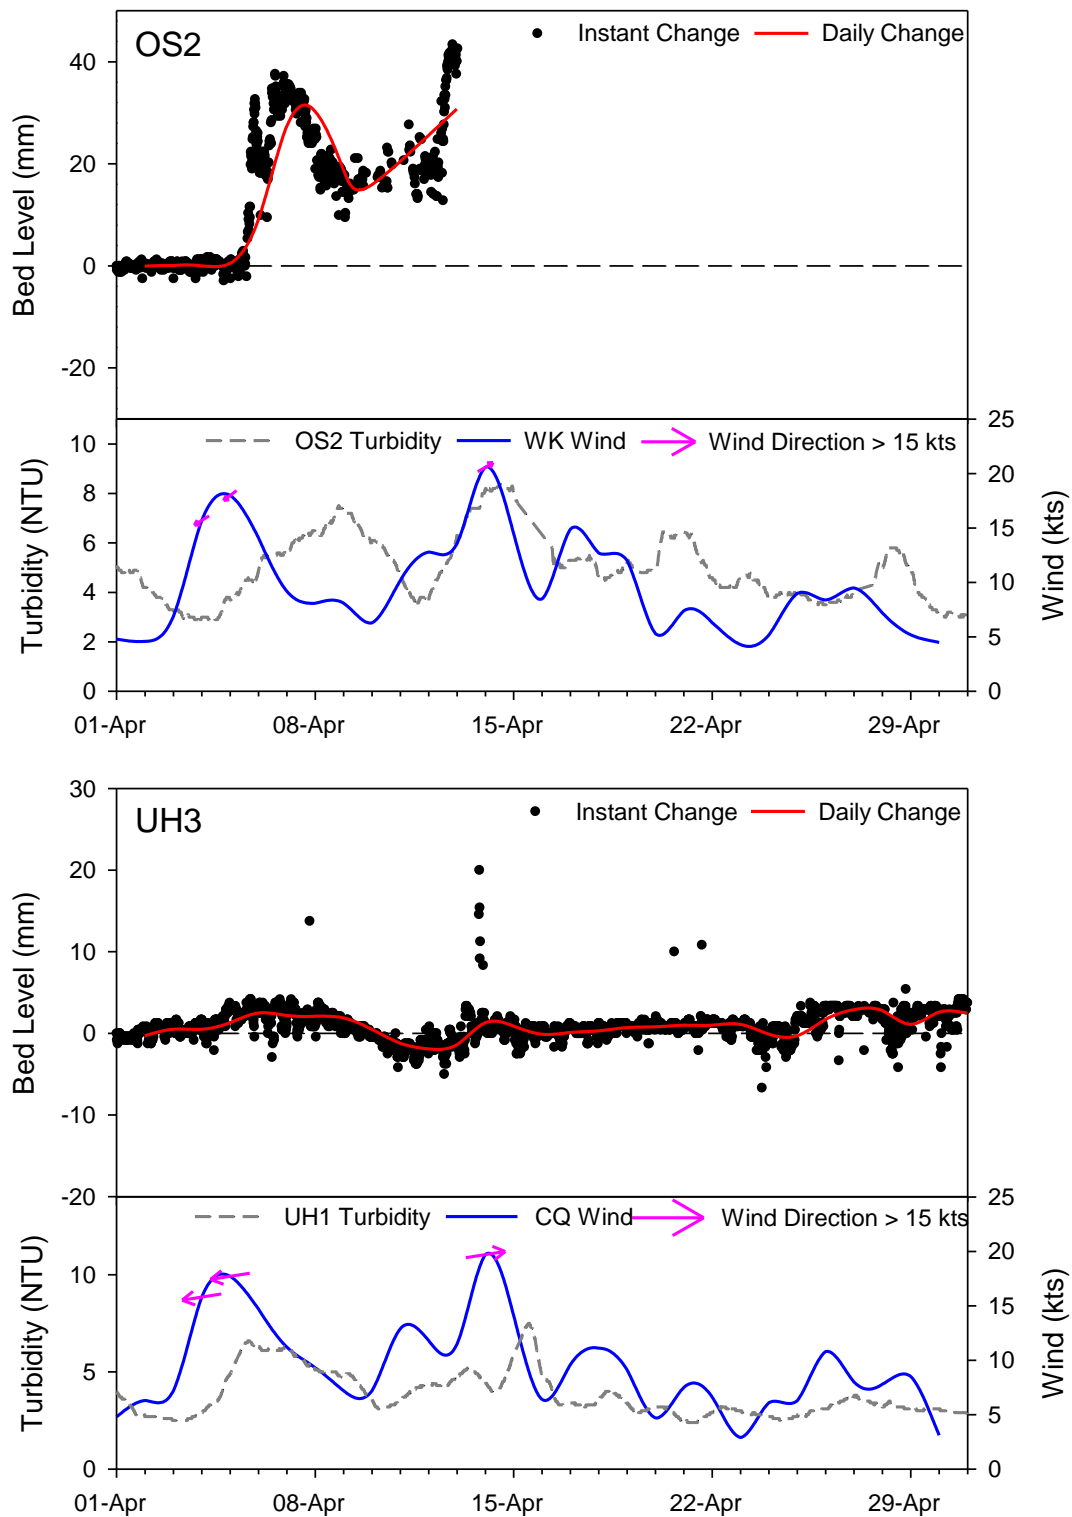 OS2
Instant Change
Daily Change
Bed Level (mm)
40
20
0
-20
OS2 Turbidity
WK Wind
Wind Direction > 15 kts
Turbidity (NTU)
10
8
6
4
2
0
Wind (kts)
25
20
15
10
5
0
01-Apr 08-Apr 15-Apr 22-Apr 29-Apr
UH3
Instant Change
Daily Change
Bed Level (mm)
30
20
10
0
-10
-20
UH1 Turbidity
CQ Wind
Wind Direction > 15 kts
Turbidity (NTU)
10
5
0
Wind (kts)
25
20
15
10
5
0
01-Apr 08-Apr 15-Apr 22-Apr 29-Apr